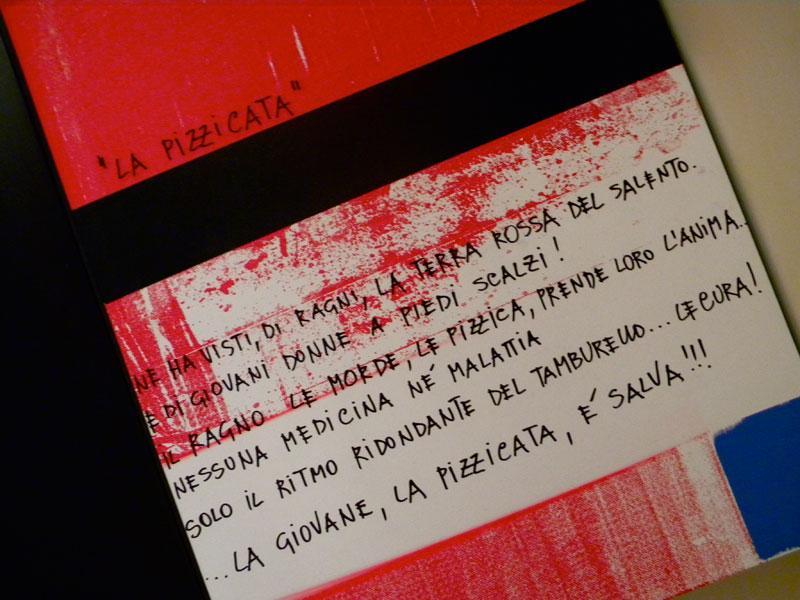 "LA PIZZICATA"
NE HA VISTI, DI RAGNI, LA TERRA ROSSA DEL SALENTO.
E DI GIOVANI DONNE A PIEDI SCALZI!
IL RAGNO LE MORDE, LE PIZZICA, PRENDE LORO L'ANIMA...
NESSUNA MEDICINA NÉ MALATTIA
SOLO IL RITMO RIDONDANTE DEL TAMBURELLO... LE CURA!
...LA GIOVANE, LA PIZZICATA, É SALVA!!!